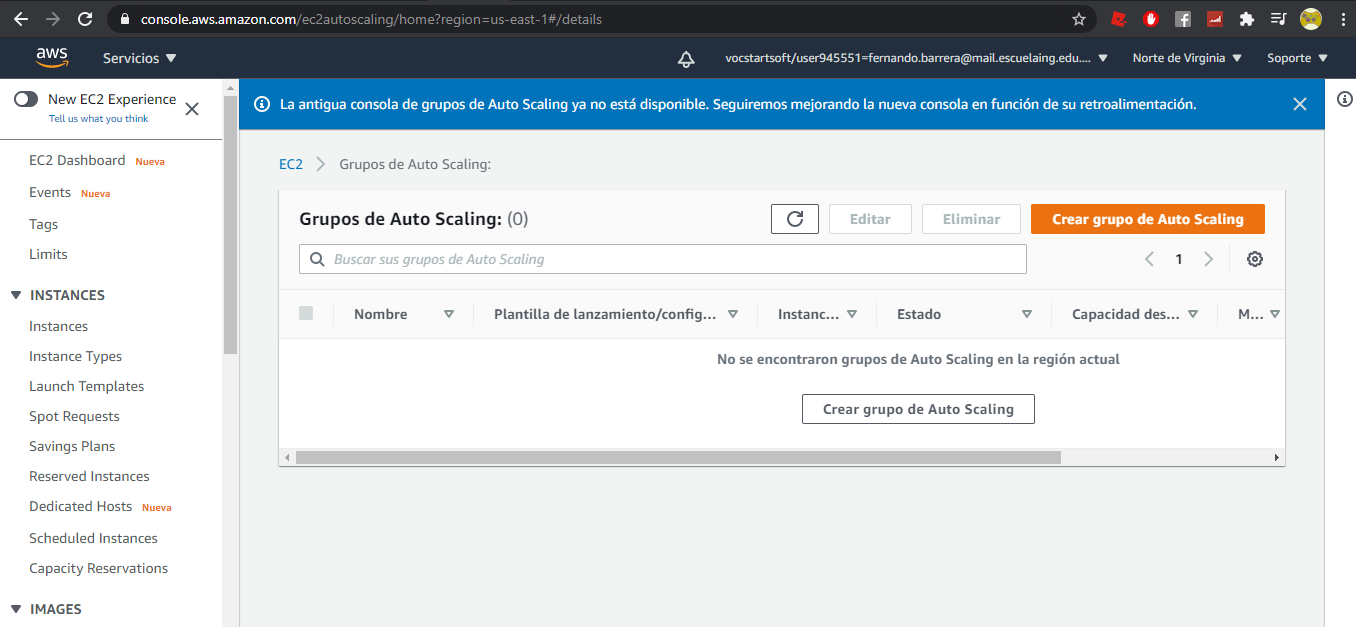 console.aws.amazon.com/ec2autoscaling/home?region=us-east-1#/details
aws
Servicios
vocstartsoft/user945551=fernando.barrera@mail.escuelaing.edu....
Norte de Virginia
Soporte
New EC2 Experience
Tell us what you think
EC2 Dashboard Nueva
Events Nueva
Tags
Limits
INSTANCES
Instances
Instance Types
Launch Templates
Spot Requests
Savings Plans
Reserved Instances
Dedicated Hosts Nueva
Scheduled Instances
Capacity Reservations
IMAGES
La antigua consola de grupos de Auto Scaling ya no está disponible. Seguiremos mejorando la nueva consola en función de su retroalimentación.
EC2
Grupos de Auto Scaling:
Grupos de Auto Scaling: (0)
Editar
Eliminar
Crear grupo de Auto Scaling
Buscar sus grupos de Auto Scaling
1
Nombre
Plantilla de lanzamiento/config...
Instanc...
Estado
Capacidad des...
M...
No se encontraron grupos de Auto Scaling en la región actual
Crear grupo de Auto Scaling